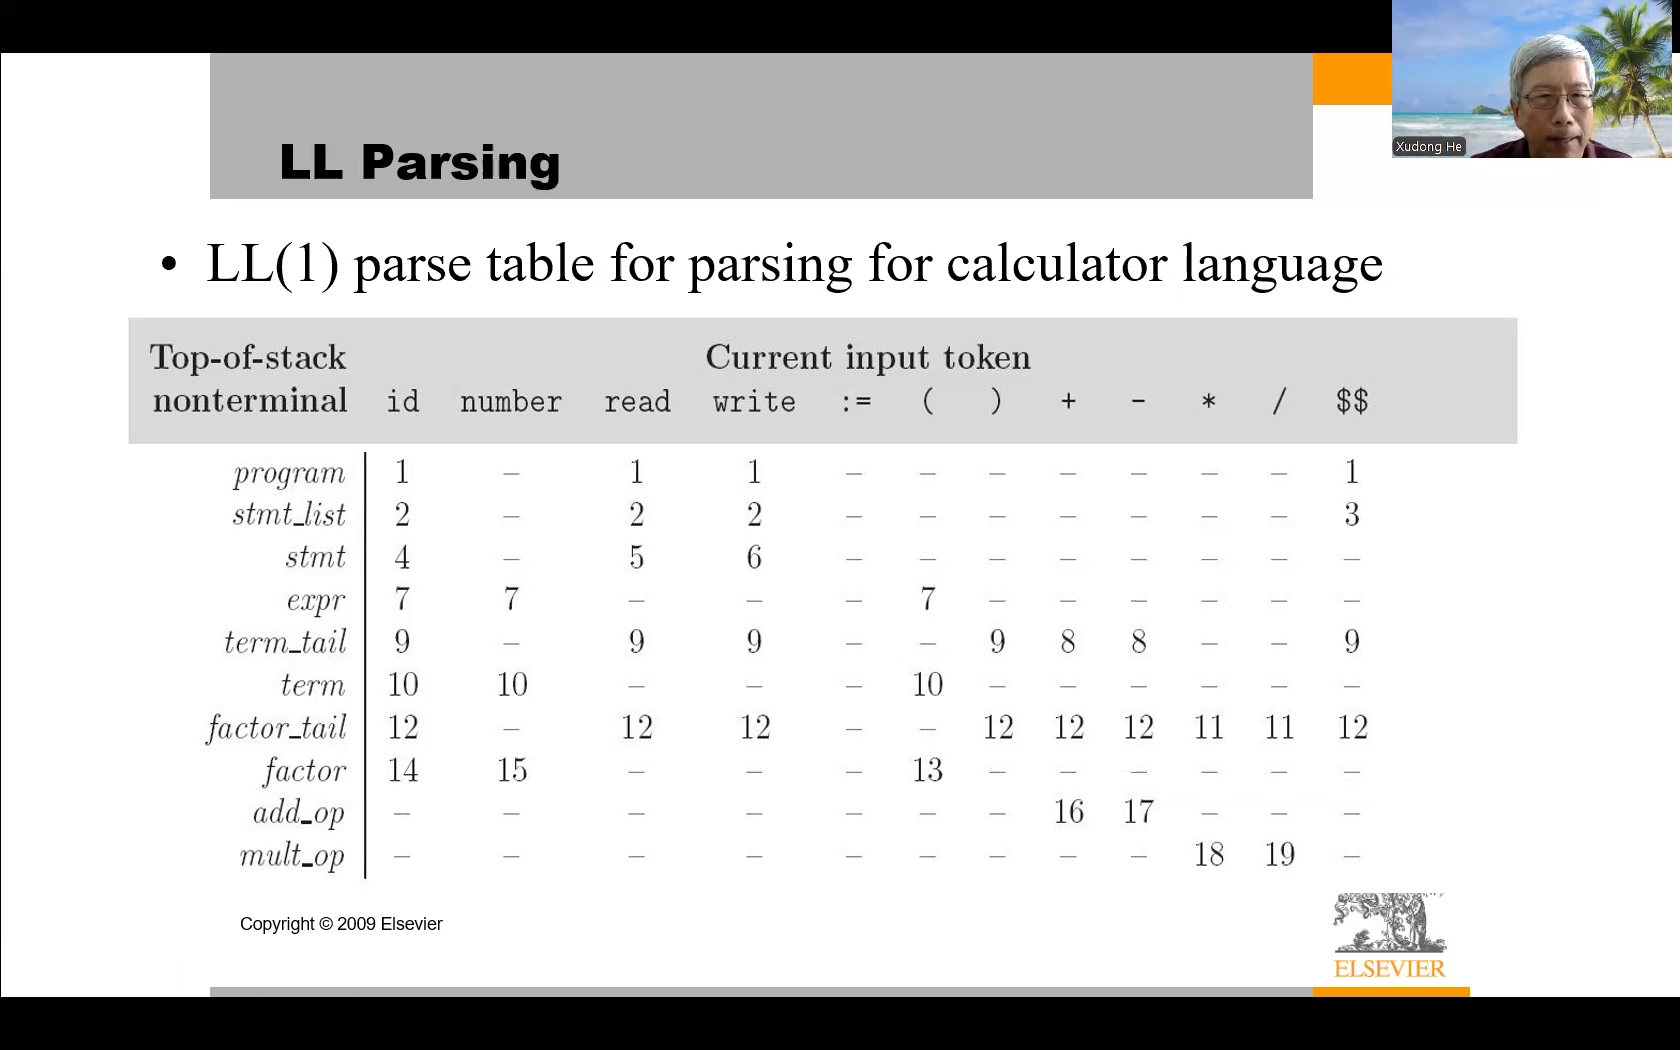 Xudong He
LL Parsing
• LL(1) parse table for parsing for calculator language
Top-of-stack Current input token
nonterminal id number read write := ( ) + - * / $$
program 1 – 1 1 – – – – – – – 1
stmt_list 2 – 2 2 – – – – – – – 3
stmt 4 – 5 6 – – – – – – – –
expr 7 7 – – – 7 – – – – – –
term_tail 9 – 9 9 – – 9 8 8 – – 9
term 10 10 – – – 10 – – – – – –
factor_tail 12 – 12 12 – – 12 12 12 11 11 12
factor 14 15 – – – 13 – – – – – –
add_op – – – – – – – 16 17 – – –
mult_op – – – – – – – – – 18 19 –
Copyright © 2009 Elsevier
ELSEVIER